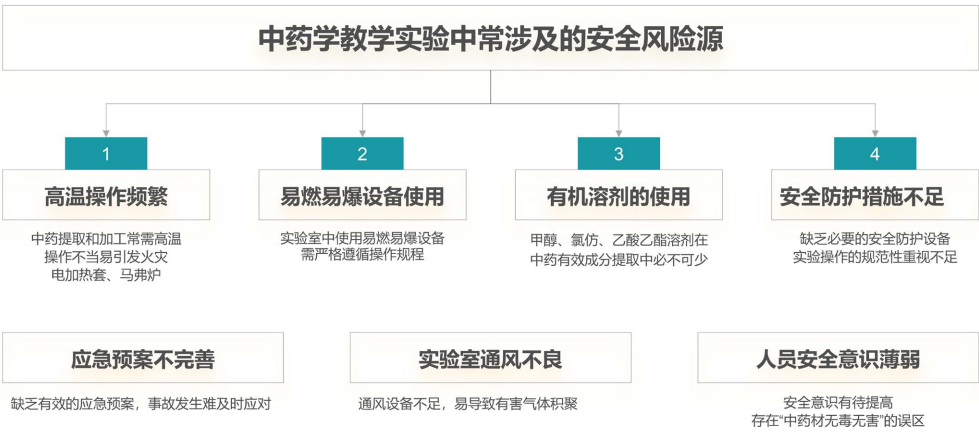 中药学教学实验中常涉及的安全风险源
1
高温操作频繁
中药提取和加工常需高温
操作不当易引发火灾
电加热套、马弗炉
2
易燃易爆设备使用
实验室中使用易燃易爆设备
需严格遵循操作规程
3
有机溶剂的使用
甲醇、氯仿、乙酸乙酯溶剂在
中药有效成分提取中必不可少
4
安全防护措施不足
缺乏必要的安全防护设备
实验操作的规范性重视不足
应急预案不完善
缺乏有效的应急预案，事故发生难及时应对
实验室通风不良
通风设备不足，易导致有害气体积聚
人员安全意识薄弱
安全意识有待提高
存在“中药材无毒无害”的误区